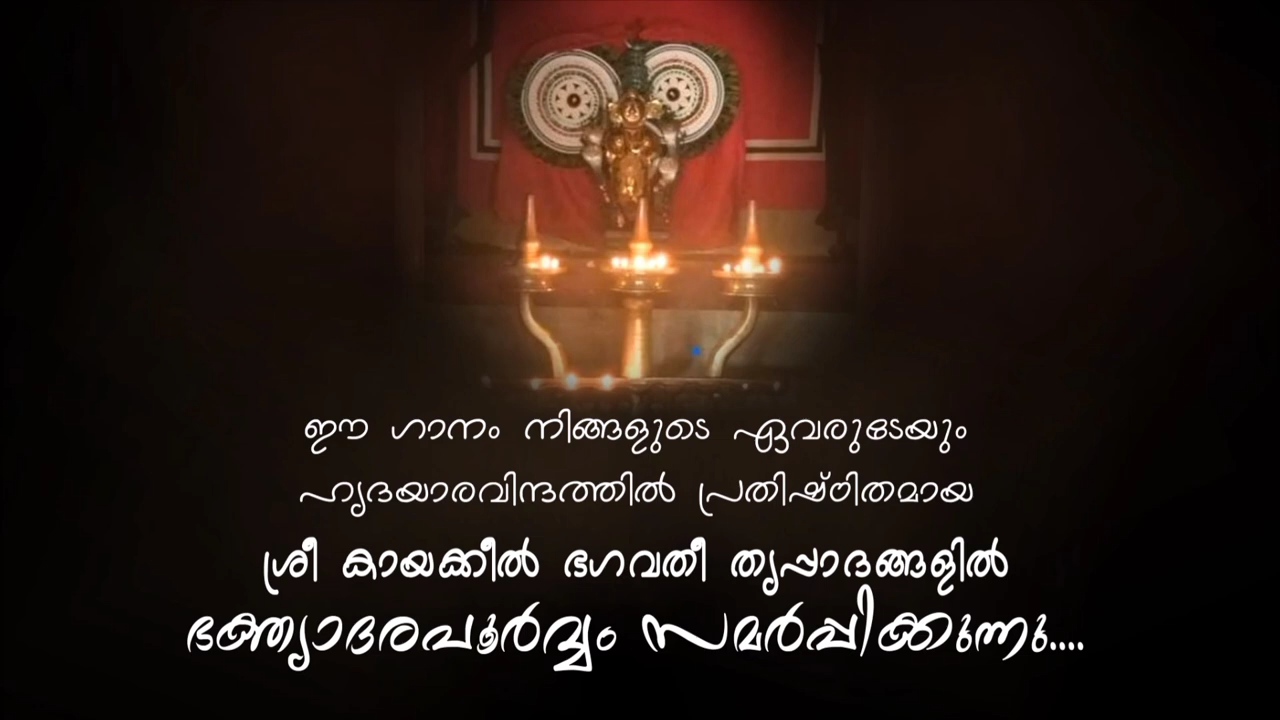 ഈ ഗാനം നിങ്ങളുടെ ഏവരുടേയും
ഹൃദയാരവിന്ദത്തിൽ പ്രതിഷ്ഠിതമായ
ശ്രീ കായക്കീൽ ഭഗവതീ തൃപ്പാദങ്ങളിൽ
ഭക്ത്യാദരപൂർവ്വം സമർപ്പിക്കുന്നു....